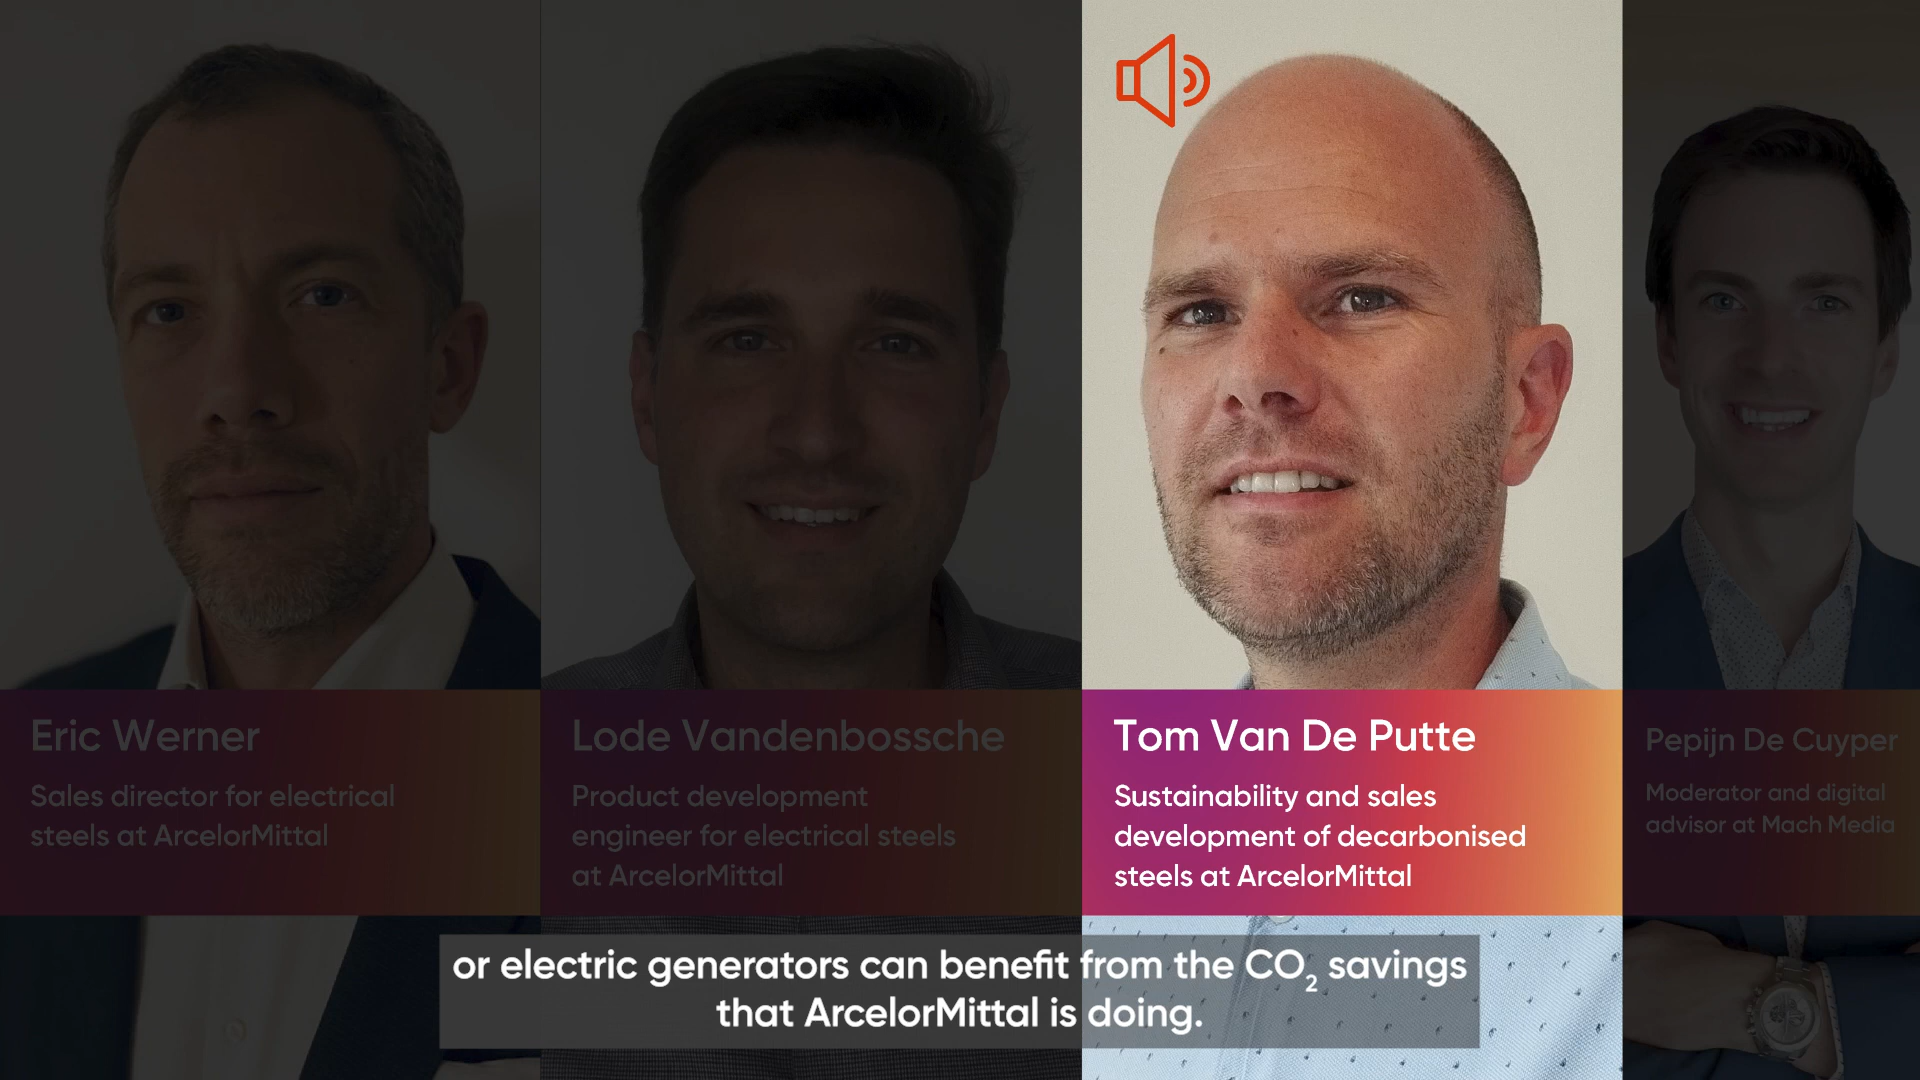 Eric Werner
Sales director for electrical
steels at ArcelorMittal
Lode Vandenbossche
Product development
engineer for electrical steels
at ArcelorMittal
Tom Van De Putte
Sustainability and sales
development of decarbonised
steels at ArcelorMittal
Pepijn De Cuyper
Moderator and digital
advisor at Mach Media
or electric generators can benefit from the CO₂ savings
that ArcelorMittal is doing.